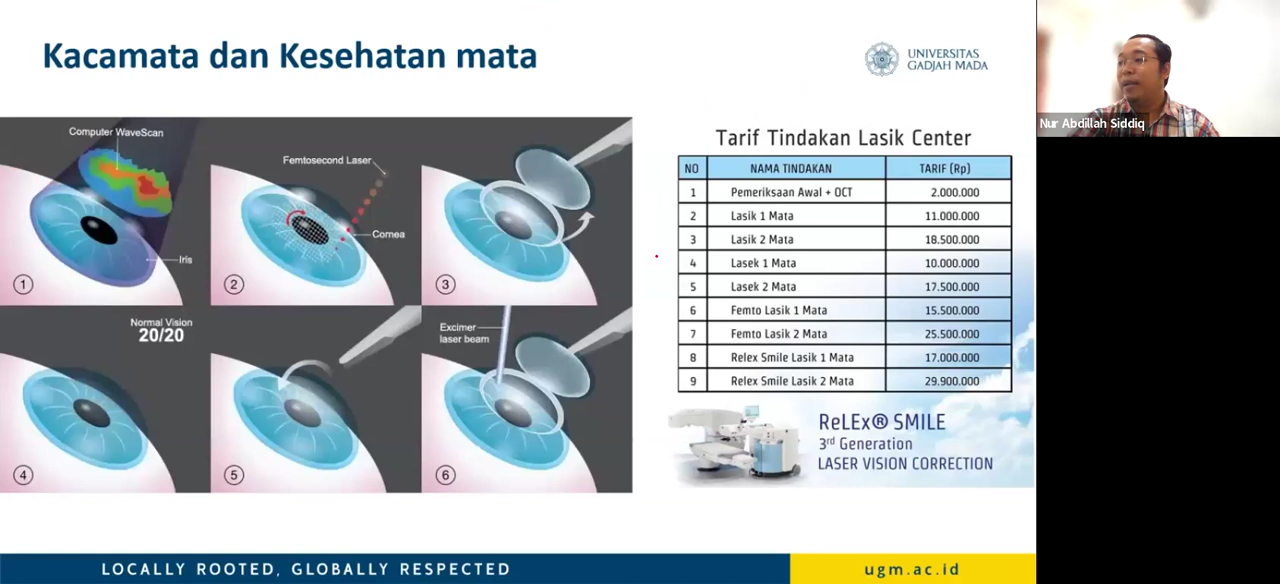 Kacamata dan Kesehatan mata
UNIVERSITAS
GADJAH MADA
Computer WaveScan
Iris
1
Femtosecond Laser
Cornea
2
3
Normal Vision
20/20
4
5
Excimer
laser beam
6
Tarif Tindakan Lasik Center
NO NAMA TINDAKAN TARIF (Rp)
1 Pemeriksaan Awal + OCT 2.000.000
2 Lasik 1 Mata 11.000.000
3 Lasik 2 Mata 18.500.000
4 Lasek 1 Mata 10.000.000
5 Lasek 2 Mata 17.500.000
6 Femto Lasik 1 Mata 15.500.000
7 Femto Lasik 2 Mata 25.500.000
8 Relex Smile Lasik 1 Mata 17.000.000
9 Relex Smile Lasik 2 Mata 29.900.000
ReLEx® SMILE
3rd Generation
LASER VISION CORRECTION
Nur Abdillah Siddiq
LOCALLY ROOTED, GLOBALLY RESPECTED
ugm.ac.id